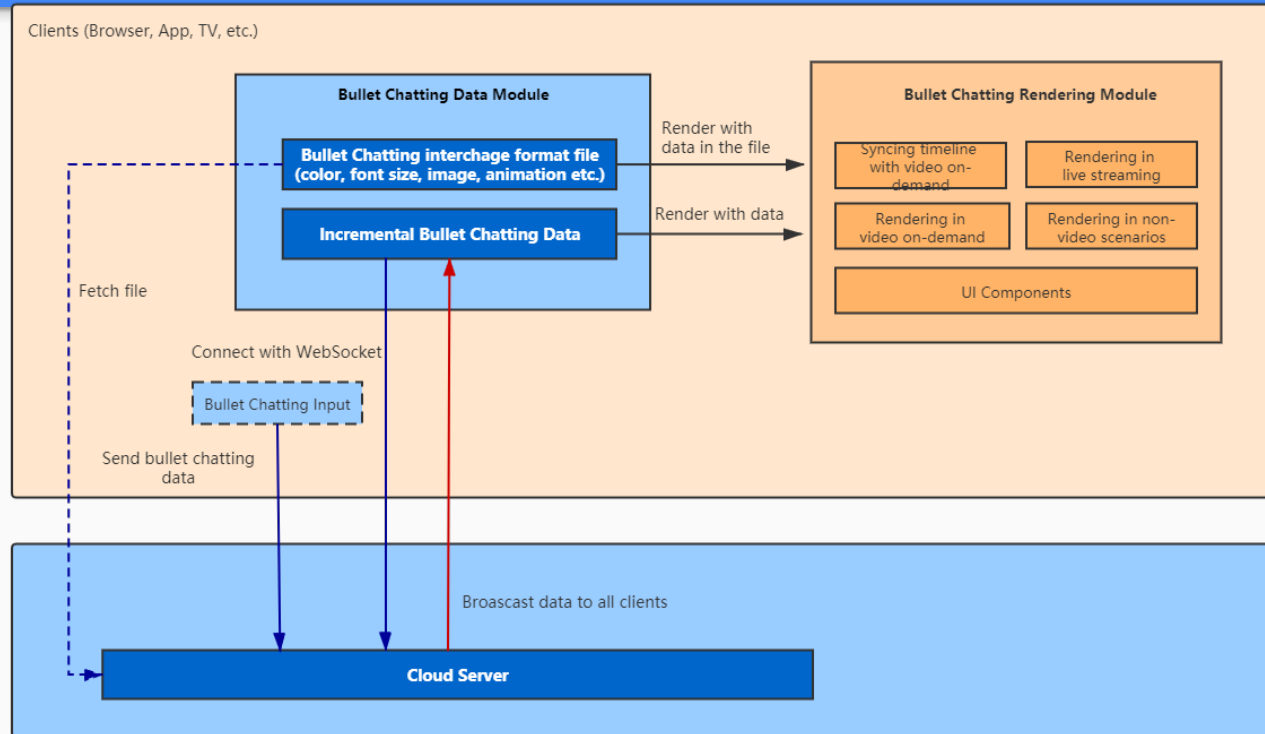 Clients (Browser, App, TV, etc.)
Bullet Chatting Data Module
Bullet Chatting interchage format file
(color, font size, image, animation etc.)
Incremental Bullet Chatting Data
Render with
data in the file
Render with data
Bullet Chatting Rendering Module
Syncing timeline
with video on-
demand
Rendering in
live streaming
Rendering in
video on-demand
Rendering in non-
video scenarios
UI Components
Fetch file
Connect with WebSocket
Bullet Chatting Input
Send bullet chatting
data
Broascast data to all clients
Cloud Server